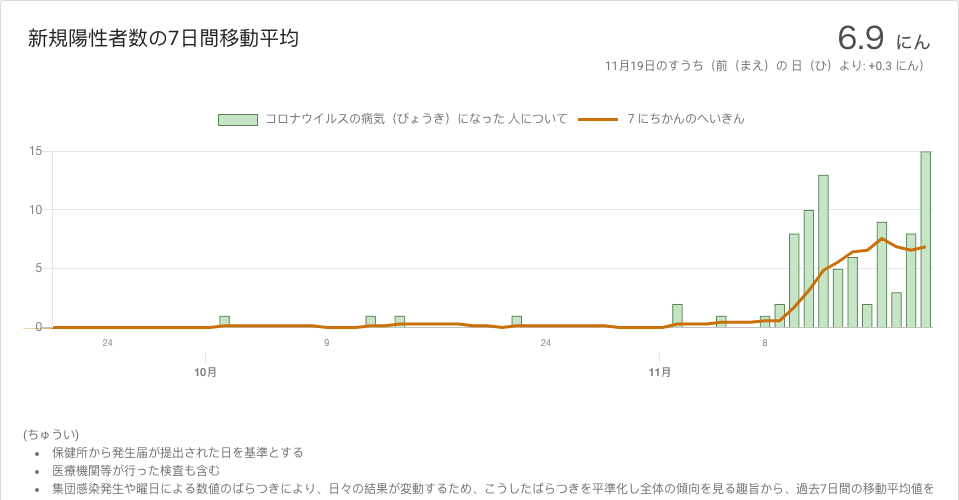 新規陽性者数の7日間移動平均
6.9 にん
11月19日のすうち（前（まえ）の 日（ひ）より: +0.3 にん）
コロナウイルスの病気（びょうき）になった 人について 7 にちかんのへいきん
15
10
5
0
24 9 24 8
10月 11月
(ちゅうい)
• 保健所から発生届が提出された日を基準とする
• 医療機関等が行った検査も含む
• 集団感染発生や曜日による数値のばらつきにより、日々の結果が変動するため、こうしたばらつきを平準化し全体の傾向を見る趣旨から、過去7日間の移動平均値を